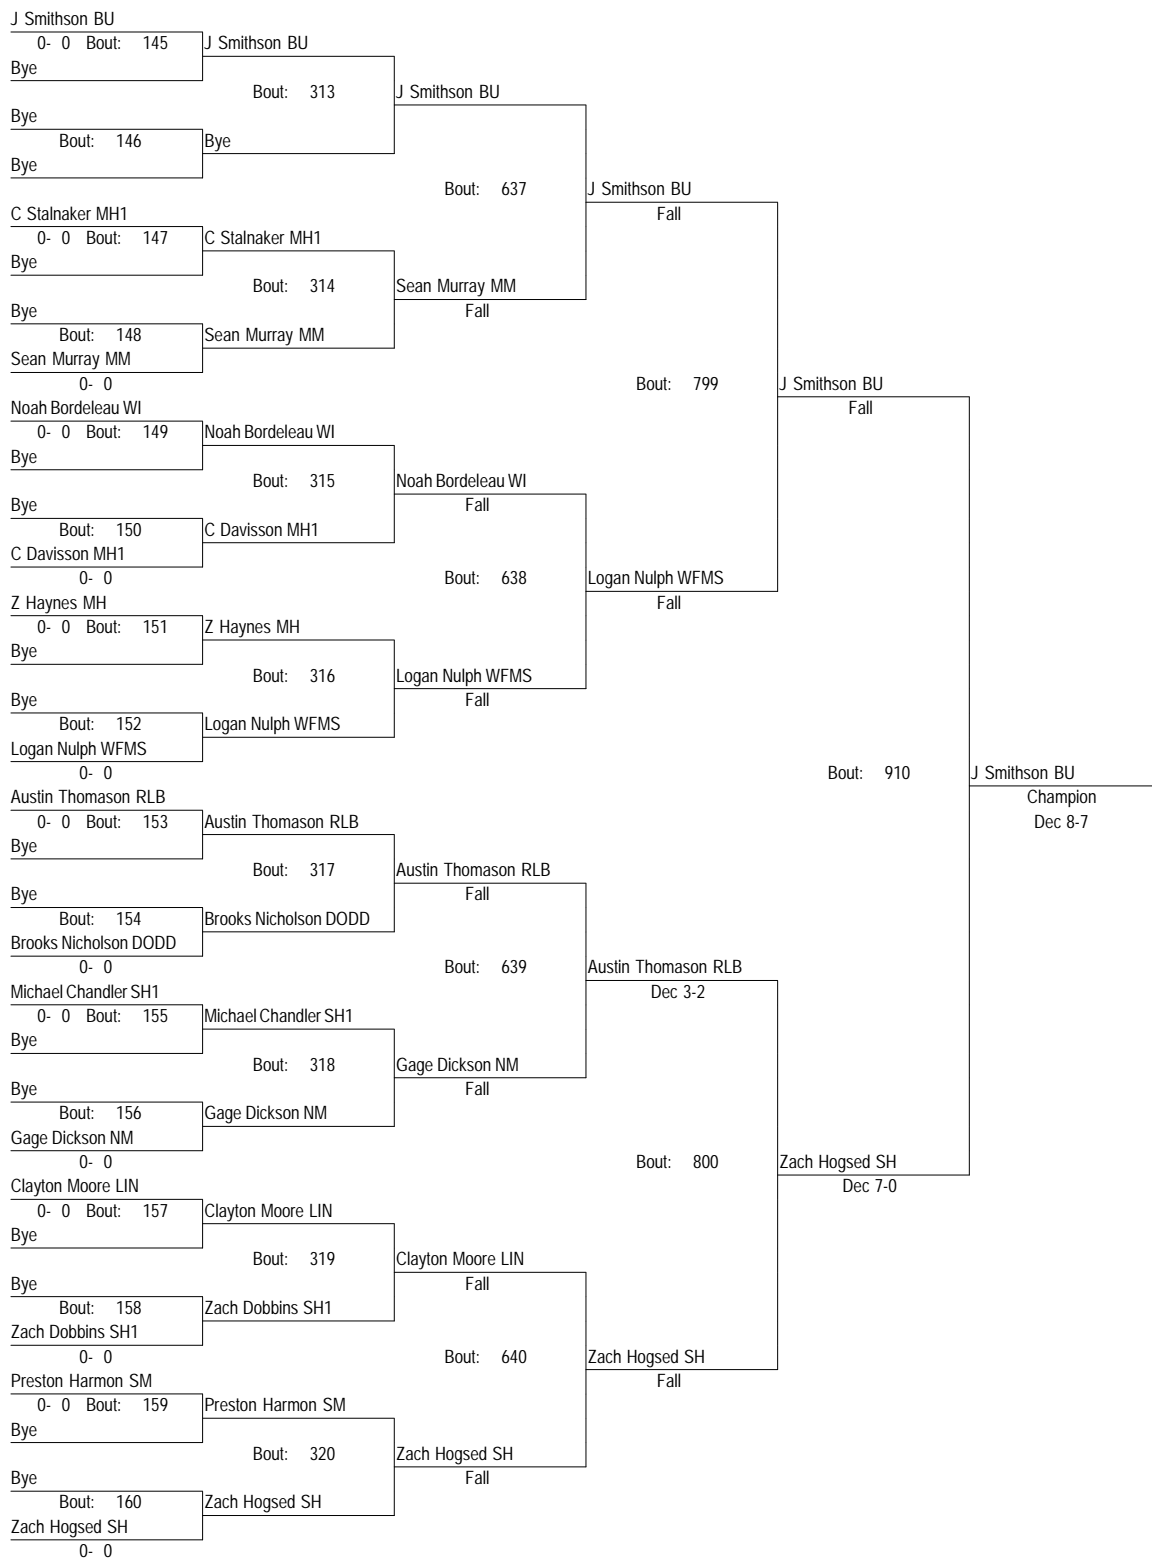 J Smithson BU
0- 0 Bout: 145 J Smithson BU
Bye
Bout: 313 J Smithson BU
Bye
Bout: 146 Bye
Bye
Bout: 637 J Smithson BU
Fall
C Stalnaker MH1
0- 0 Bout: 147 C Stalnaker MH1
Bye
Bout: 314 Sean Murray MM
Fall
Bye
Bout: 148 Sean Murray MM
Sean Murray MM
0- 0
Bout: 799 J Smithson BU
Fall
Noah Bordeleau WI
0- 0 Bout: 149 Noah Bordeleau WI
Bye
Bout: 315 Noah Bordeleau WI
Fall
Bye
Bout: 150 C Davisson MH1
C Davisson MH1
0- 0
Bout: 638 Logan Nulph WFMS
Fall
Z Haynes MH
0- 0 Bout: 151 Z Haynes MH
Bye
Bout: 316 Logan Nulph WFMS
Fall
Bye
Bout: 152 Logan Nulph WFMS
Logan Nulph WFMS
0- 0
Bout: 910 J Smithson BU
Champion
Dec 8-7
Austin Thomason RLB
0- 0 Bout: 153 Austin Thomason RLB
Bye
Bout: 317 Austin Thomason RLB
Fall
Bye
Bout: 154 Brooks Nicholson DODD
Brooks Nicholson DODD
0- 0
Bout: 639 Austin Thomason RLB
Dec 3-2
Michael Chandler SH1
0- 0 Bout: 155 Michael Chandler SH1
Bye
Bout: 318 Gage Dickson NM
Fall
Bye
Bout: 156 Gage Dickson NM
Gage Dickson NM
0- 0
Bout: 800 Zach Hogsed SH
Dec 7-0
Clayton Moore LIN
0- 0 Bout: 157 Clayton Moore LIN
Bye
Bout: 319 Clayton Moore LIN
Fall
Bye
Bout: 158 Zach Dobbins SH1
Zach Dobbins SH1
0- 0
Bout: 640 Zach Hogsed SH
Fall
Preston Harmon SM
0- 0 Bout: 159 Preston Harmon SM
Bye
Bout: 320 Zach Hogsed SH
Fall
Bye
Bout: 160 Zach Hogsed SH
Zach Hogsed SH
0- 0